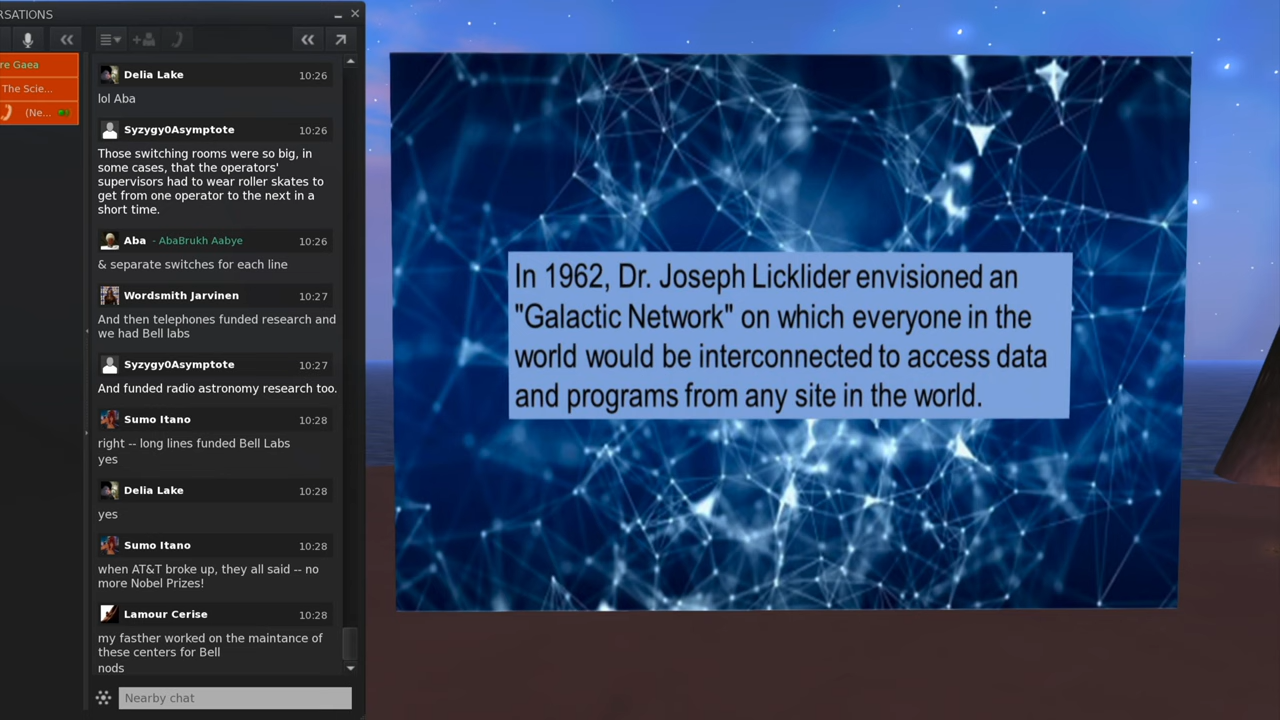 RSATIONS
re Gaea
The Scie...
(Ne...
Delia Lake 10:26
lol Aba
Syzygy0Asymptote 10:26
Those switching rooms were so big, in
some cases, that the operators'
supervisors had to wear roller skates to
get from one operator to the next in a
short time.
Aba - AbaBrukh Aabye 10:26
& separate switches for each line
Wordsmith Jarvinen 10:27
And then telephones funded research and
we had Bell labs
Syzygy0Asymptote 10:27
And funded radio astronomy research too.
Sumo Itano 10:28
right -- long lines funded Bell Labs
yes
Delia Lake 10:28
yes
Sumo Itano 10:28
when AT&T broke up, they all said -- no
more Nobel Prizes!
Lamour Cerise 10:28
my fasther worked on the maintance of
these centers for Bell
nods
Nearby chat
In 1962, Dr. Joseph Licklider envisioned an
"Galactic Network" on which everyone in the
world would be interconnected to access data
and programs from any site in the world.